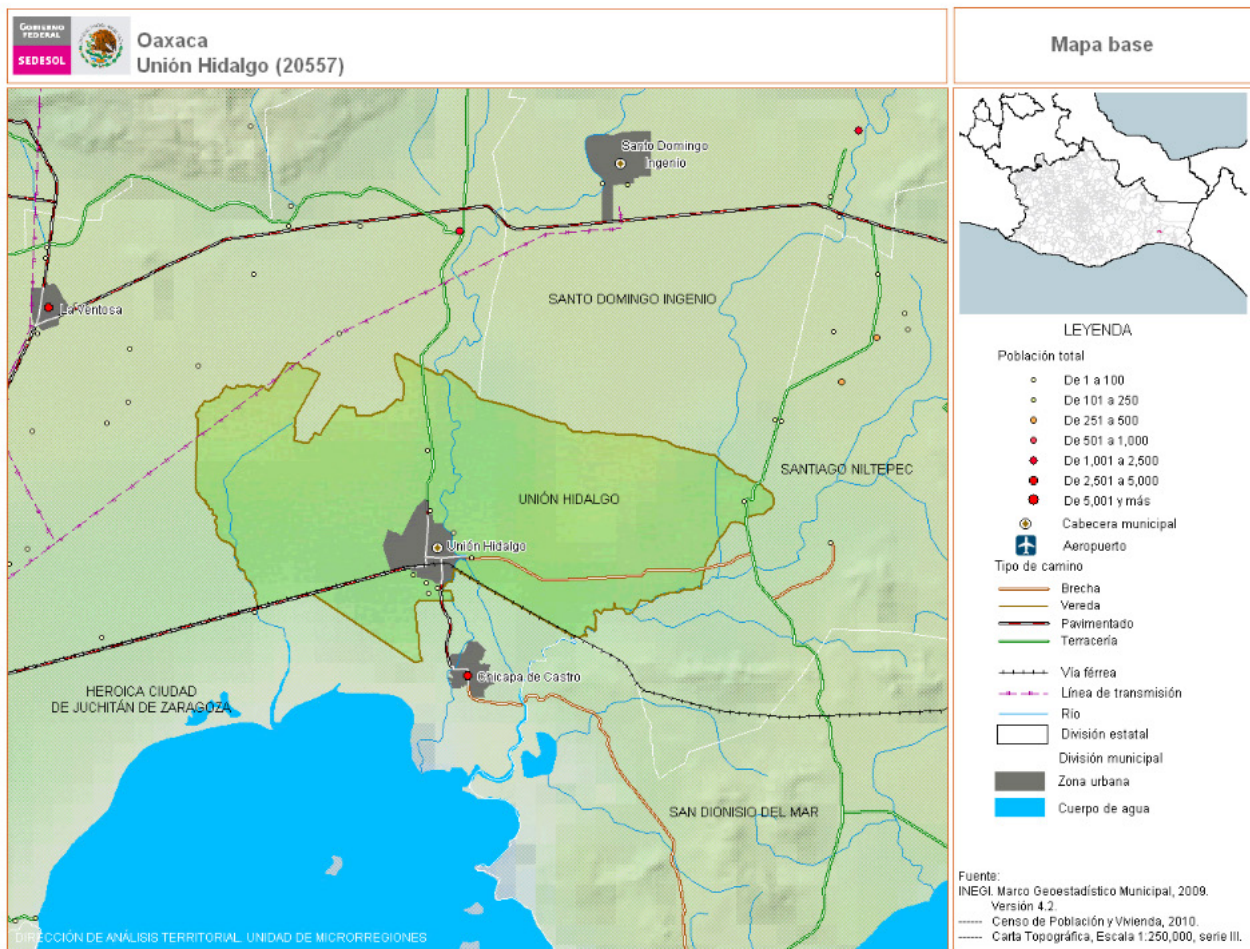 GOBIERNO
FEDERAL
SEDESOL
Oaxaca
Unión Hidalgo (20557)
Mapa base
Santo Domingo
Ingenio
La Ventosa
SANTO DOMINGO INGENIO
SANTIAGO NILTEPEC
UNIÓN HIDALGO
Unión Hidalgo
Chicapa de Castro
HEROICA CIUDAD
DE JUCHITÁN DE ZARAGOZA
SAN DIONISIO DEL MAR
DIRECCIÓN DE ANÁLISIS TERRITORIAL. UNIDAD DE MICRORREGIONES
LEYENDA
Población total
De 1 a 100
De 101 a 250
De 251 a 500
De 501 a 1,000
De 1,001 a 2,500
De 2,501 a 5,000
De 5,001 y más
Cabecera municipal
Aeropuerto
Tipo de camino
Brecha
Vereda
Pavimentado
Terracería
Vía férrea
Línea de transmisión
Río
División estatal
División municipal
Zona urbana
Cuerpo de agua
Fuente:
INEGI. Marco Geoestadístico Municipal, 2009.
Versión 4.2.
------ Censo de Población y Vivienda, 2010.
------ Carta Topográfica, Escala 1:250,000, serie III.